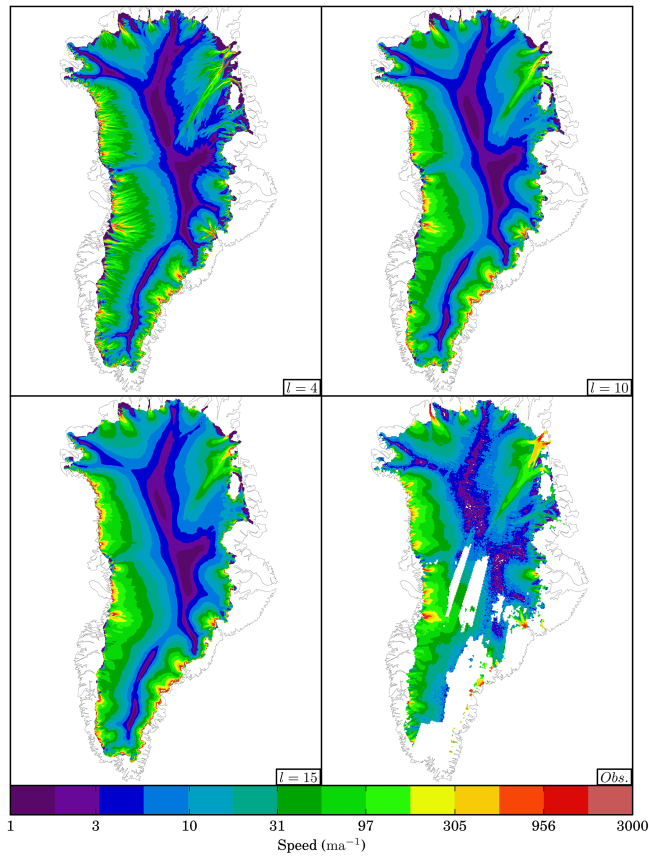 l = 4
l = 10
l = 15
Obs.
1 3 10 31 97 305 956 3000
Speed (ma⁻¹)